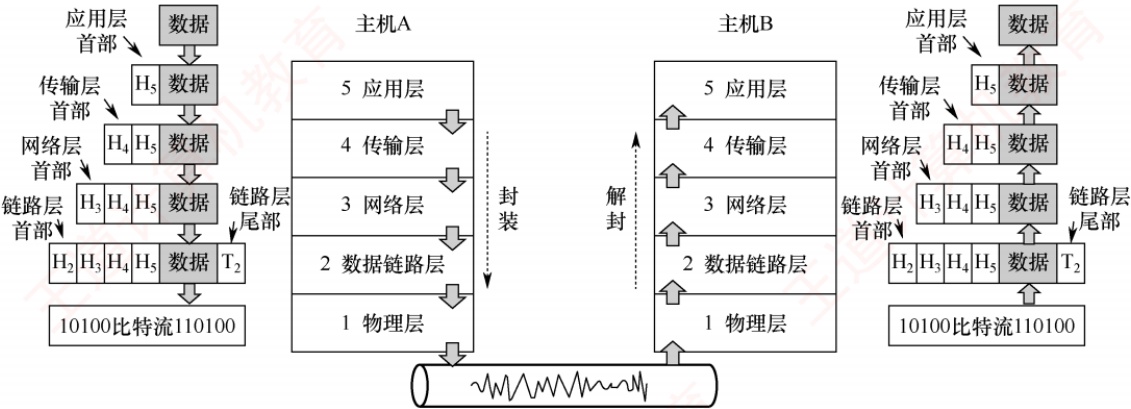 应用层
首部
数据
H5 数据
传输层
首部
H4 H5 数据
网络层
首部
H3 H4 H5 数据
链路层
首部
链路层
尾部
H2 H3 H4 H5 数据 T2
10100比特流110100
主机A
5 应用层
4 传输层
3 网络层
2 数据链路层
1 物理层
封装
主机B
5 应用层
4 传输层
3 网络层
2 数据链路层
1 物理层
解封
应用层
首部
数据
H5 数据
传输层
首部
H4 H5 数据
网络层
首部
H3 H4 H5 数据
链路层
首部
链路层
尾部
H2 H3 H4 H5 数据 T2
10100比特流110100